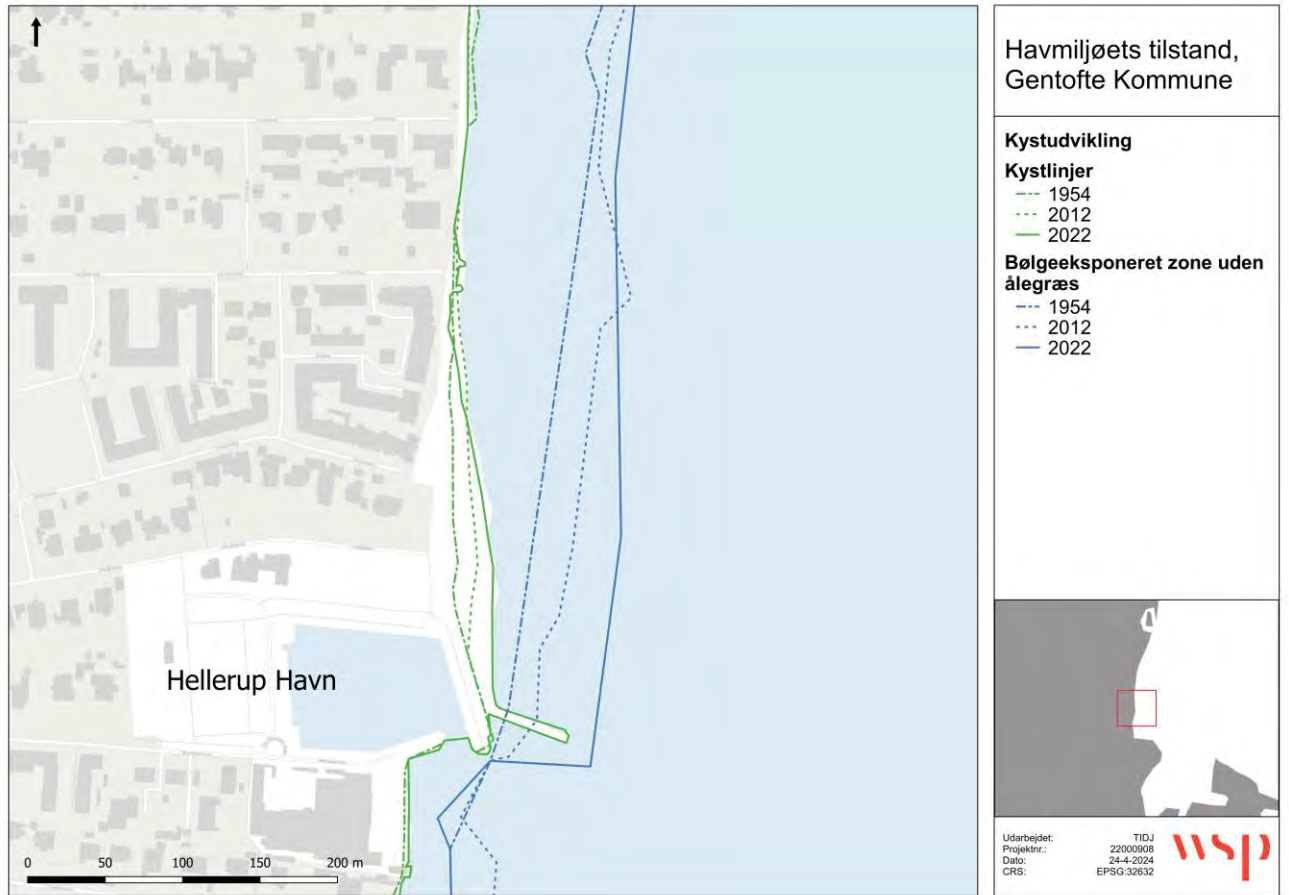 Havmiljøets tilstand,
Gentofte Kommune
Kystudvikling
Kystlinjer
1954
2012
2022
Bølgeeksponeret zone uden
ålegræs
1954
2012
2022
Hellerup Havn
0 50 100 150 200 m
Udarbejdet: TIDJ
Projektnr.: 22000908
Dato: 24-4-2024
CRS: EPSG:32632
wsp